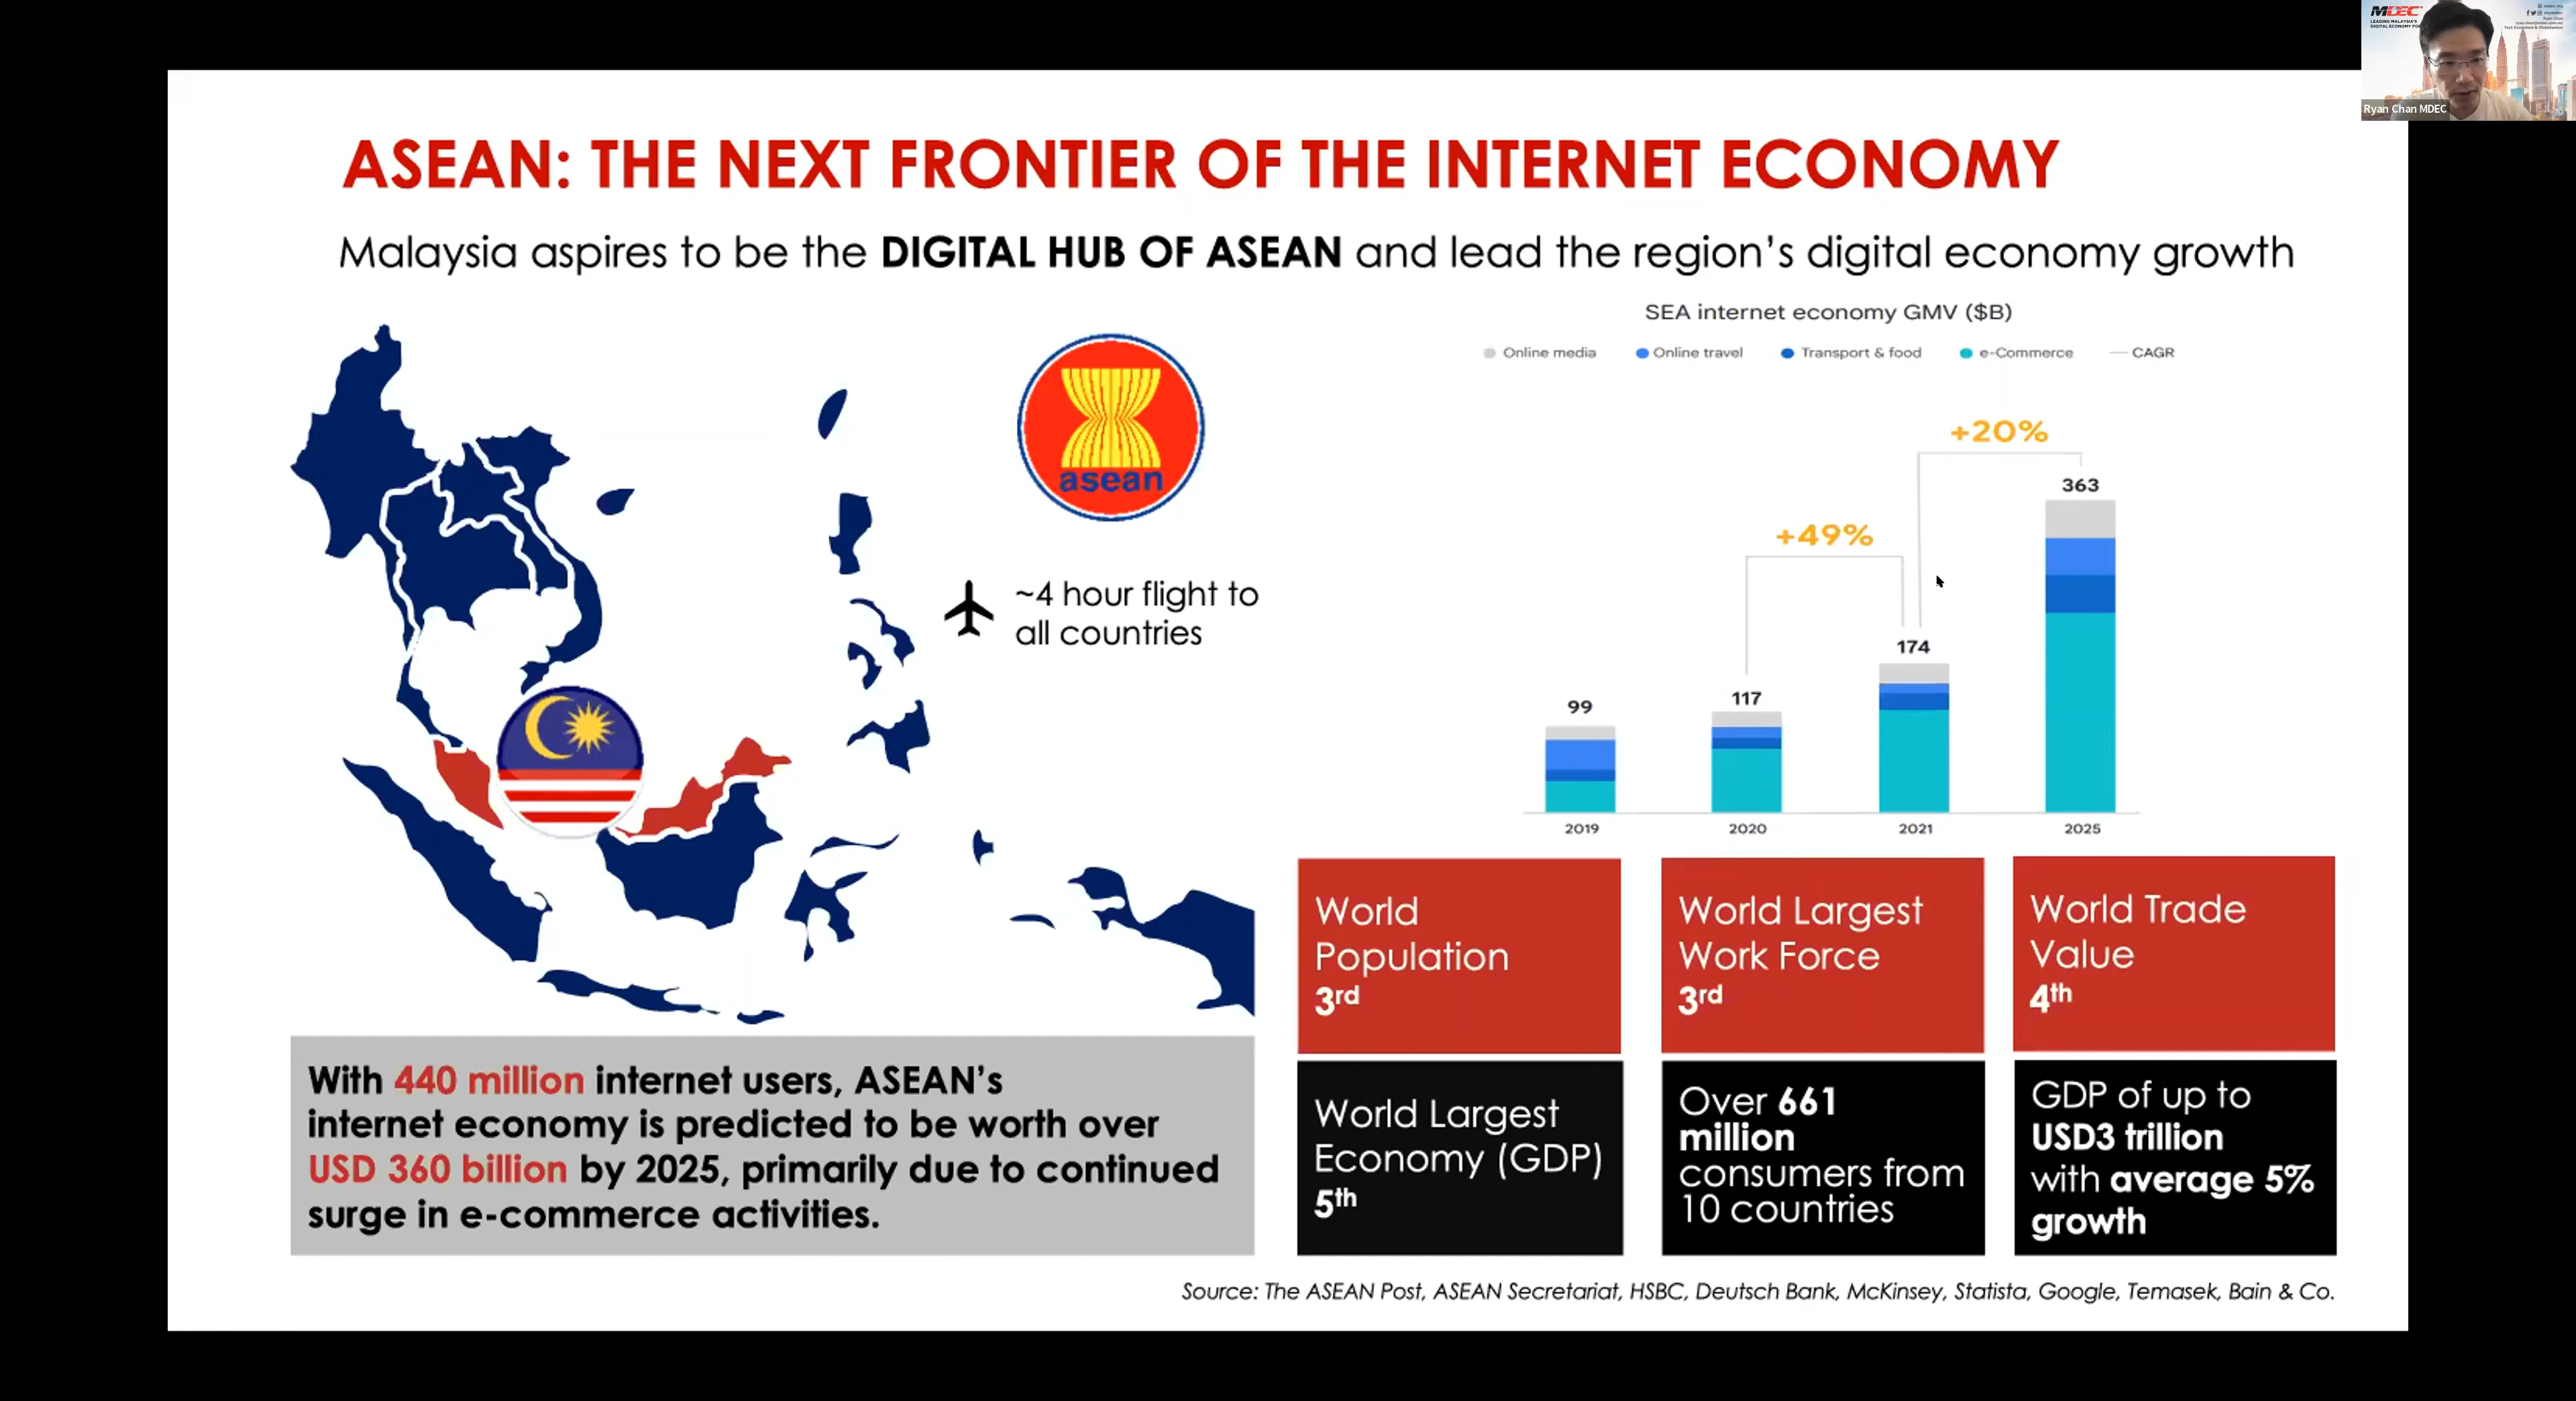 MDEC
LEADING MALAYSIA'S
Ryan Chan MDEC
ASEAN: THE NEXT FRONTIER OF THE INTERNET ECONOMY
Malaysia aspires to be the DIGITAL HUB OF ASEAN and lead the region's digital economy growth
asean
~4 hour flight to
all countries
SEA internet economy GMV ($B)
Online media Online travel Transport & food e-Commerce CAGR
+20%
363
+49%
174
117
99
2019 2020 2021 2025
World
Population
3rd
World Largest
Work Force
3rd
World Trade
Value
4th
With 440 million internet users, ASEAN's
internet economy is predicted to be worth over
USD 360 billion by 2025, primarily due to continued
surge in e-commerce activities.
World Largest
Economy (GDP)
5th
Over 661
million
consumers from
10 countries
GDP of up to
USD3 trillion
with average 5%
growth
Source: The ASEAN Post, ASEAN Secretariat, HSBC, Deutsch Bank, McKinsey, Statista, Google, Temasek, Bain & Co.